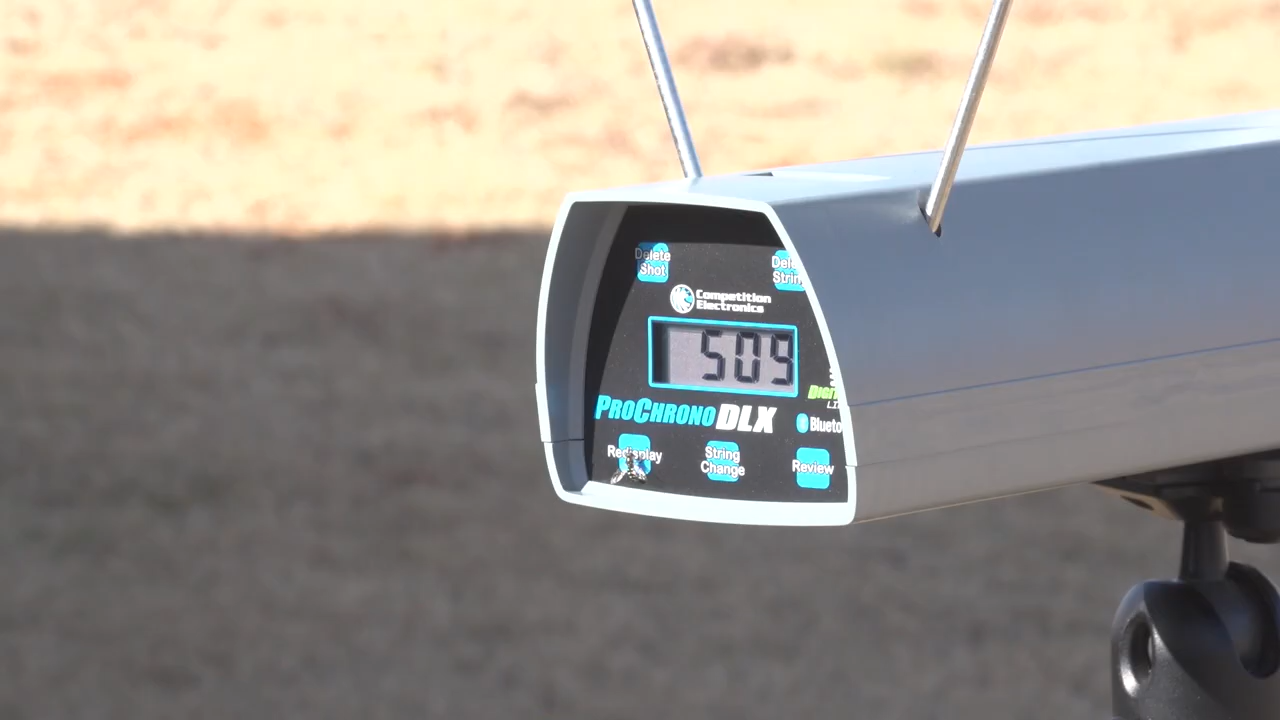 Delete
Shot
Competition
Electronics
509
PROCHRONO DLX
Redisplay
String
Change
Review